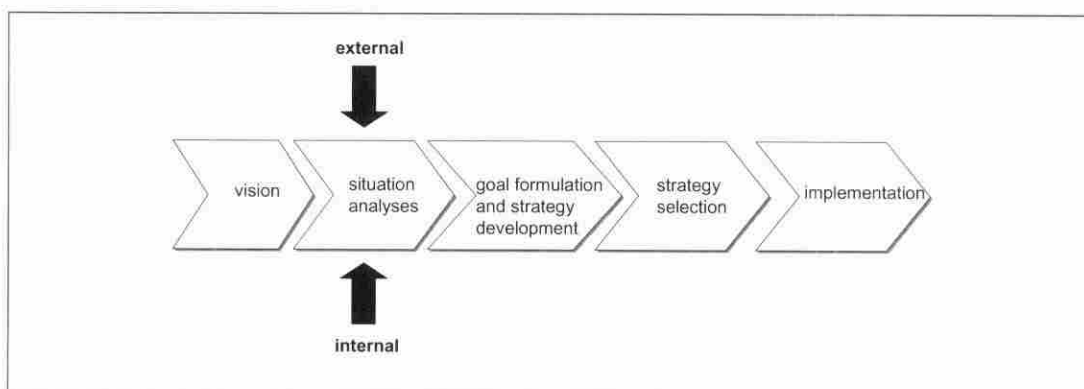 external
vision
situation
analyses
goal formulation
and strategy
development
strategy
selection
implementation
internal